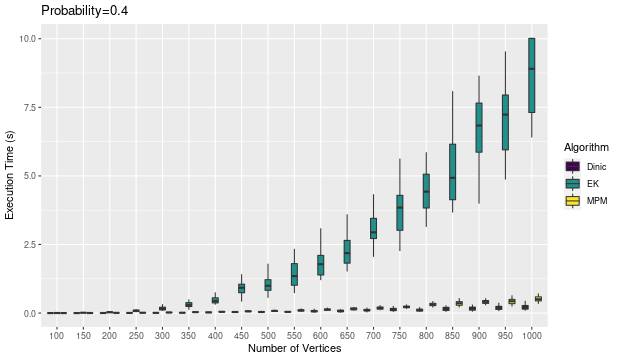 Probability=0.4
10.0
7.5
5.0
2.5
0.0
Execution Time (s)
100 150 200 250 300 350 400 450 500 550 600 650 700 750 800 850 900 950 1000
Number of Vertices
Algorithm
Dinic
EK
MPM